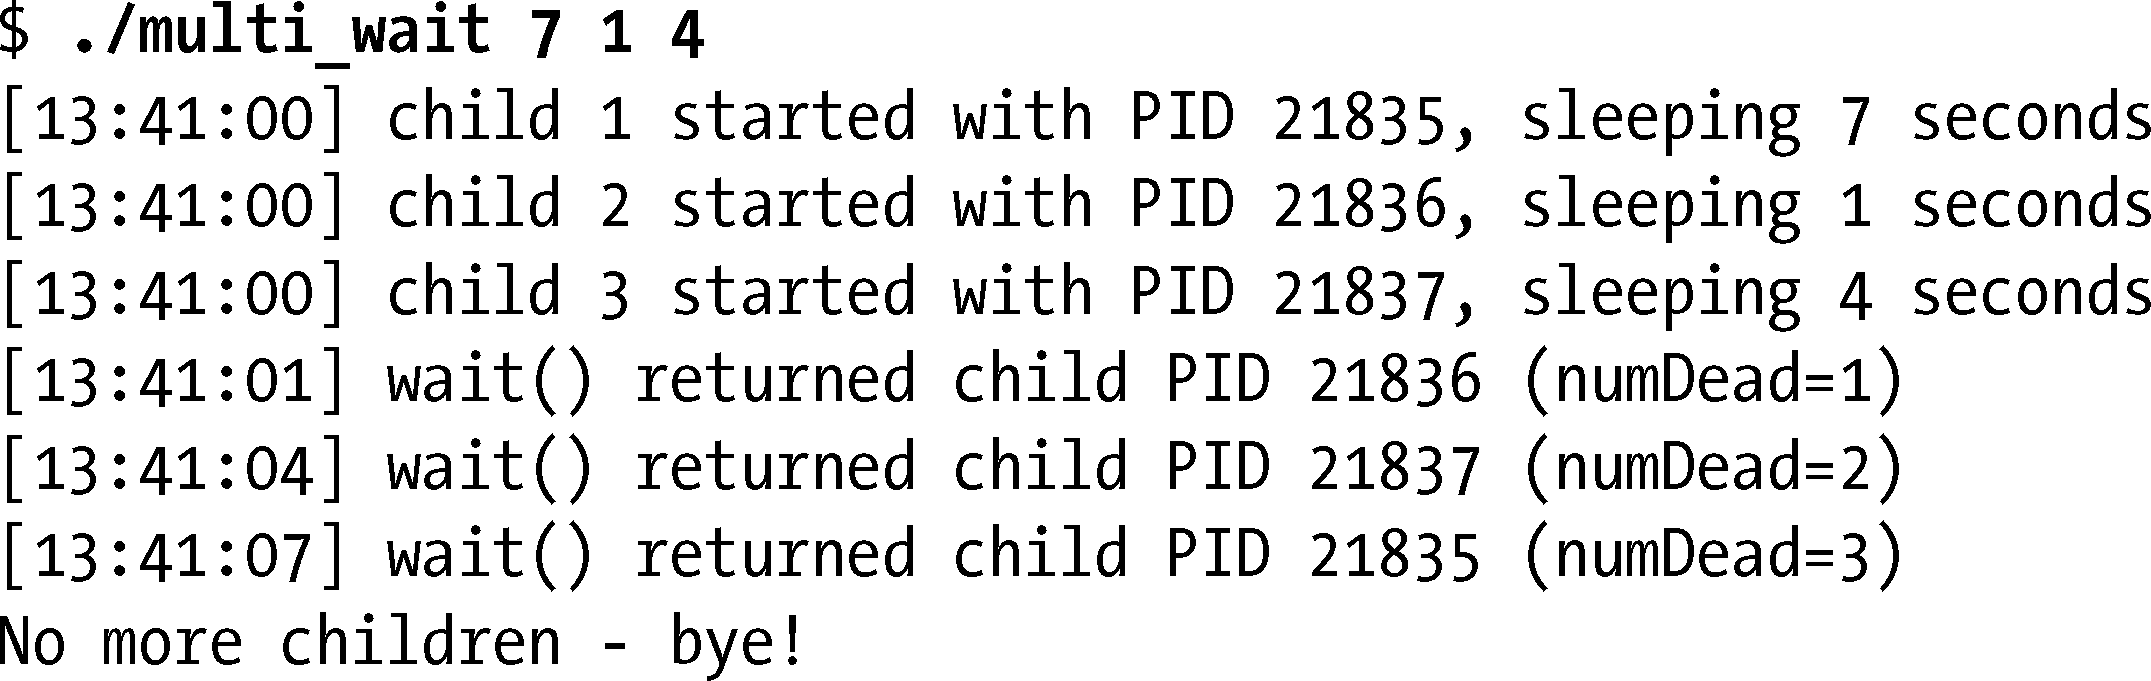 $ ./multi_wait 7 1 4
[13:41:00] child 1 started with PID 21835, sleeping 7 seconds
[13:41:00] child 2 started with PID 21836, sleeping 1 seconds
[13:41:00] child 3 started with PID 21837, sleeping 4 seconds
[13:41:01] wait() returned child PID 21836 (numDead=1)
[13:41:04] wait() returned child PID 21837 (numDead=2)
[13:41:07] wait() returned child PID 21835 (numDead=3)
No more children - bye!